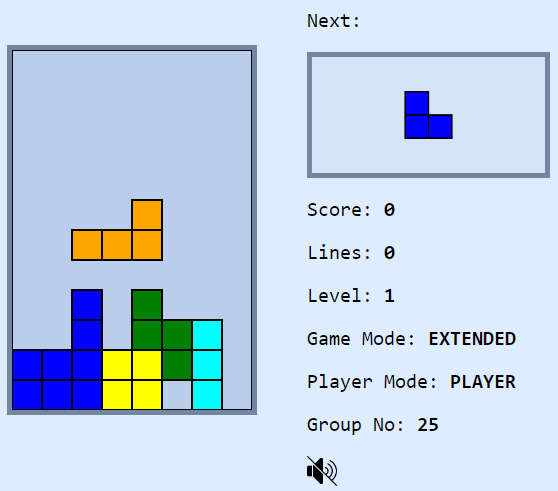 Next:
Score: 0
Lines: 0
Level: 1
Game Mode: EXTENDED
Player Mode: PLAYER
Group No: 25